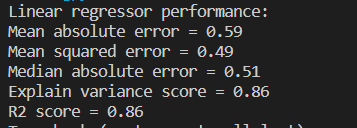 Linear regressor performance:
Mean absolute error = 0.59
Mean squared error = 0.49
Median absolute error = 0.51
Explain variance score = 0.86
R2 score = 0.86